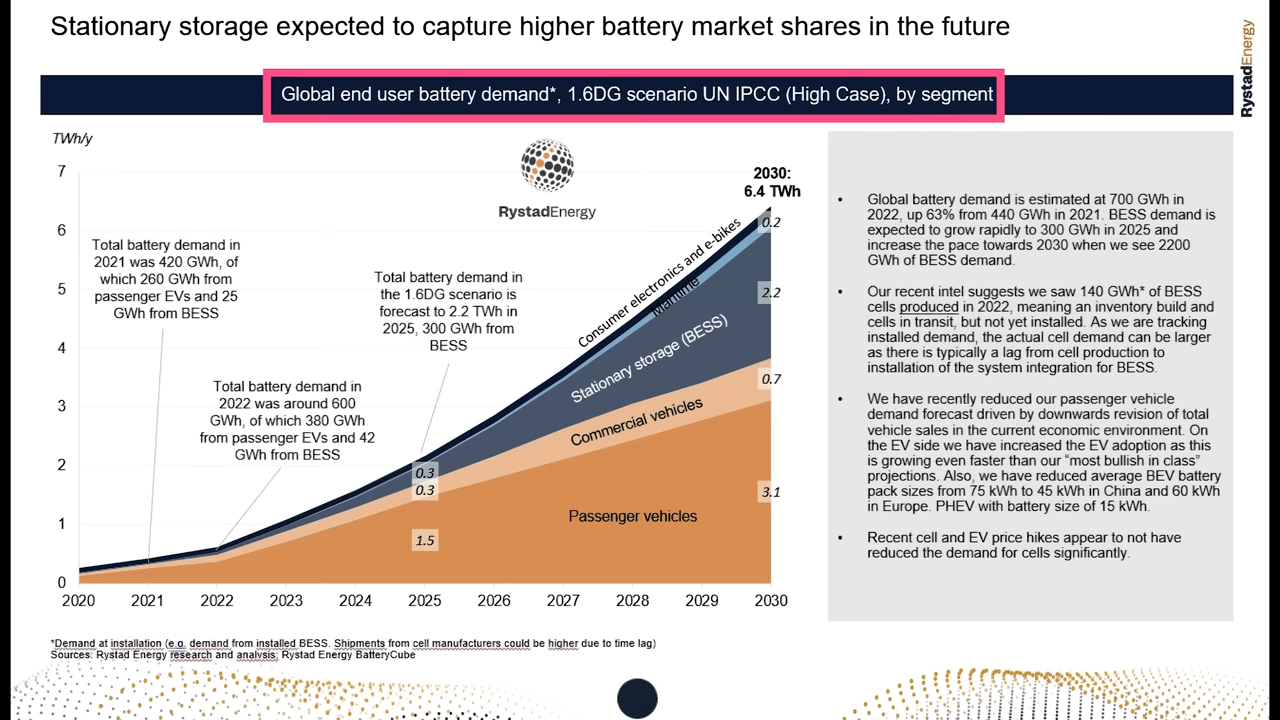 Stationary storage expected to capture higher battery market shares in the future
RystadEnergy
Global end user battery demand*, 1.6DG scenario UN IPCC (High Case), by segment
TWh/y
7
6
5
4
3
2
1
0
RystadEnergy
2030:
6.4 TWh
Total battery demand in
2021 was 420 GWh, of
which 260 GWh from
passenger EVs and 25
GWh from BESS
Total battery demand in
2022 was around 600
GWh, of which 380 GWh
from passenger EVs and 42
GWh from BESS
Total battery demand in
the 1.6DG scenario is
forecast to 2.2 TWh in
2025, 300 GWh from
BESS
Consumer electronics and e-bikes
Maritime
Stationary storage (BESS)
Commercial vehicles
Passenger vehicles
0.3
0.3
1.5
0.2
2.2
0.7
3.1
2020 2021 2022 2023 2024 2025 2026 2027 2028 2029 2030
• Global battery demand is estimated at 700 GWh in
2022, up 63% from 440 GWh in 2021. BESS demand is
expected to grow rapidly to 300 GWh in 2025 and
increase the pace towards 2030 when we see 2200
GWh of BESS demand.
• Our recent intel suggests we saw 140 GWh* of BESS
cells produced in 2022, meaning an inventory build and
cells in transit, but not yet installed. As we are tracking
installed demand, the actual cell demand can be larger
as there is typically a lag from cell production to
installation of the system integration for BESS.
• We have recently reduced our passenger vehicle
demand forecast driven by downwards revision of total
vehicle sales in the current economic environment. On
the EV side we have increased the EV adoption as this
is growing even faster than our “most bullish in class”
projections. Also, we have reduced average BEV battery
pack sizes from 75 kWh to 45 kWh in China and 60 kWh
in Europe. PHEV with battery size of 15 kWh.
• Recent cell and EV price hikes appear to not have
reduced the demand for cells significantly.
*Demand at installation (e.g. demand from installed BESS. Shipments from cell manufacturers could be higher due to time lag)
Sources: Rystad Energy research and analysis; Rystad Energy BatteryCube